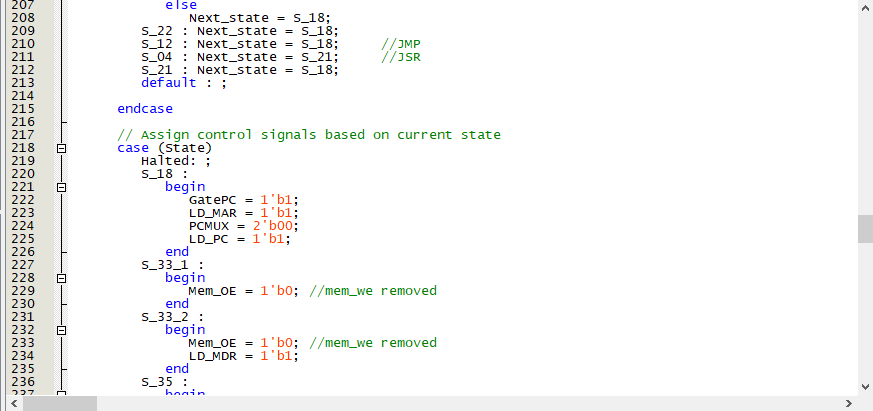 207 else
208 Next_state = S_18;
209 S_22 : Next_state = S_18;
210 S_12 : Next_state = S_18; //JMP
211 S_04 : Next_state = S_21; //JSR
212 S_21 : Next_state = S_18;
213 default : ;
214
215 endcase
216
217 // Assign control signals based on current state
218 case (State)
219 Halted: ;
220 S_18 :
221 begin
222 GatePC = 1'b1;
223 LD_MAR = 1'b1;
224 PCMUX = 2'b00;
225 LD_PC = 1'b1;
226 end
227 S_33_1 :
228 begin
229 Mem_OE = 1'b0; //mem_we removed
230 end
231 S_33_2 :
232 begin
233 Mem_OE = 1'b0; //mem_we removed
234 LD_MDR = 1'b1;
235 end
236 S_35 :
237 begin